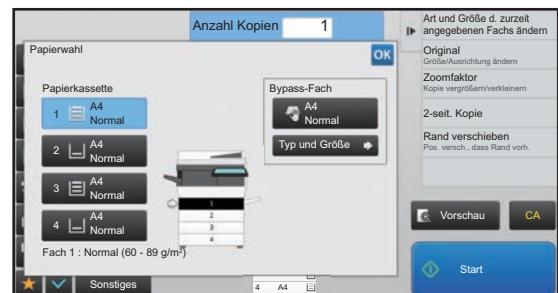 Anzahl Kopien 1
Papierwahl
OK
Papierkassette
1 A4
Normal
2 A4
Normal
3 A4
Normal
4 A4
Normal
Fach 1 : Normal (60 - 89 g/m²)
Bypass-Fach
A4
Normal
Typ und Größe
1
2
3
4
Sonstiges
4 A4
Art und Größe d. zurzeit
angegebenen Fachs ändern
Original
Größe/Ausrichtung ändern
Zoomfaktor
Kopie vergrößern/verkleinern
2-seit. Kopie
Rand verschieben
Pos. versch., dass Rand vorh.
Vorschau
CA
Start